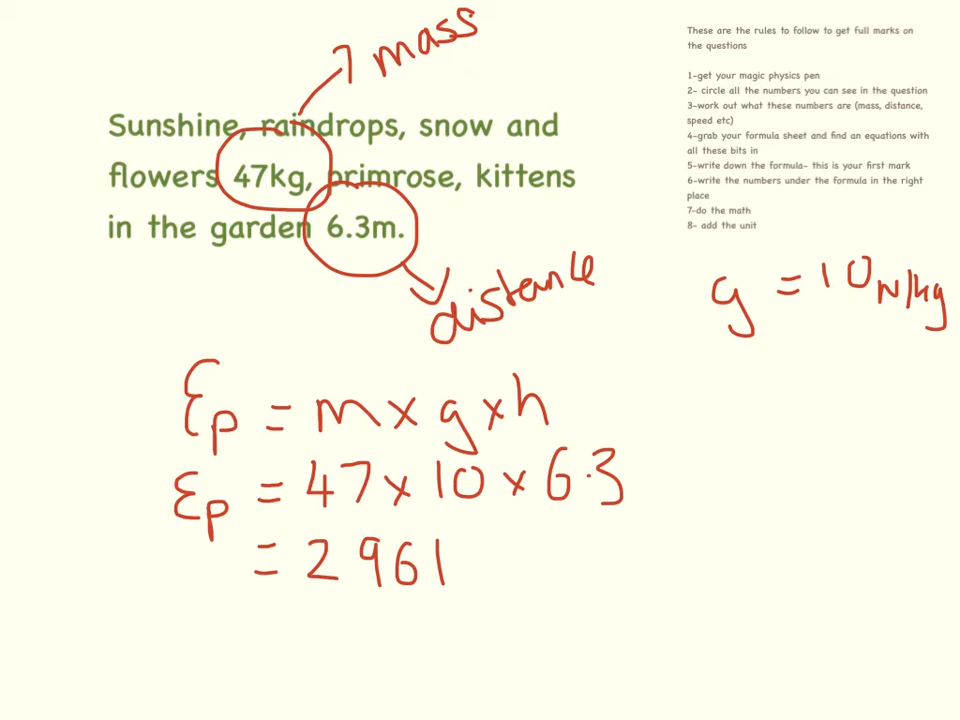 These are the rules to follow to get full marks on
the questions
1-get your magic physics pen
2- circle all the numbers you can see in the question
3-work out what these numbers are (mass, distance,
speed etc)
4-grab your formula sheet and find an equations with
all these bits in
5-write down the formula- this is your first mark
6-write the numbers under the formula in the right
place
7-do the math
8- add the unit
mass
Sunshine, raindrops, snow and
flowers 47kg, primrose, kittens
in the garden 6.3m.
distance
g = 10 N/kg
Ep = m x g x h
Ep = 47 x 10 x 6.3
= 2961